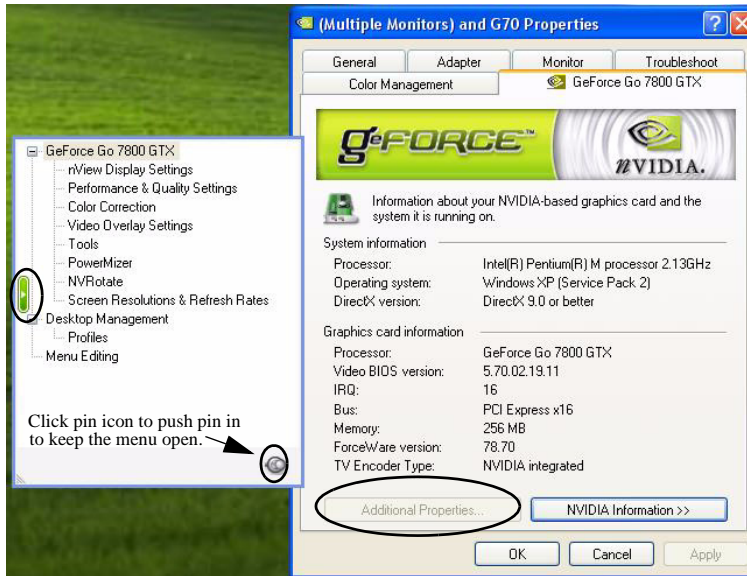 (Multiple Monitors) and G70 Properties
General Adapter Monitor Troubleshoot
Color Management GeForce Go 7800 GTX
GEFORCE™
NVIDIA.
Information about your NVIDIA-based graphics card and the
system it is running on.
System information
Processor: Intel(R) Pentium(R) M processor 2.13GHz
Operating system: Windows XP (Service Pack 2)
DirectX version: DirectX 9.0 or better
Graphics card information
Processor: GeForce Go 7800 GTX
Video BIOS version: 5.70.02.19.11
IRQ: 16
Bus: PCI Express x16
Memory: 256 MB
ForceWare version: 78.70
TV Encoder Type: NVIDIA integrated
Additional Properties...
NVIDIA Information >>
OK Cancel Apply
GeForce Go 7800 GTX
nView Display Settings
Performance & Quality Settings
Color Correction
Video Overlay Settings
Tools
PowerMizer
NVRotate
Screen Resolutions & Refresh Rates
Desktop Management
Profiles
Menu Editing
Click pin icon to push pin in
to keep the menu open.